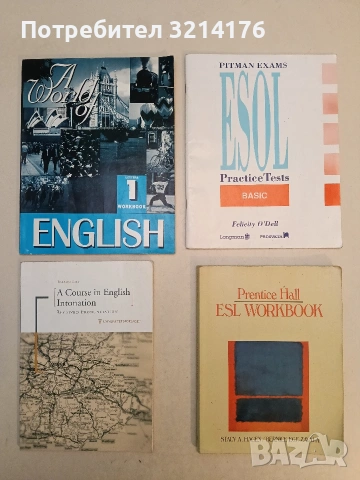 Потребител 3214176
A World of
1
WORKBOOK
ENGLISH
PITMAN EXAMS
ESOL
Practice Tests
BASIC
Felicity O'Dell
Longman
A Course in English
Intonation
Prentice Hall
ESL WORKBOOK
BAZAR